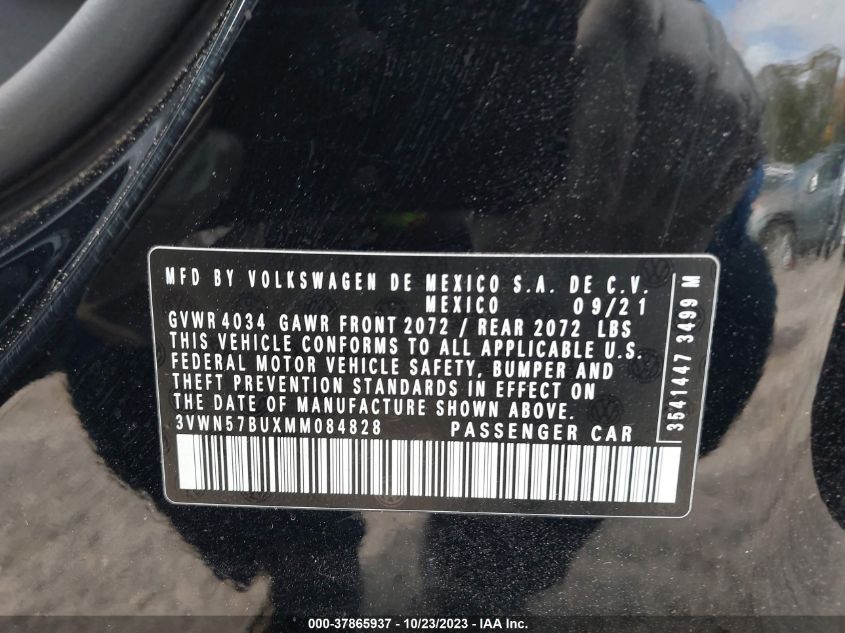 MFD BY VOLKSWAGEN DE MEXICO S.A. DE C.V.
MEXICO 09/21
GVWR 4034 GAWR FRONT 2072 / REAR 2072 LBS
THIS VEHICLE CONFORMS TO ALL APPLICABLE U.S.
FEDERAL MOTOR VEHICLE SAFETY, BUMPER AND
THEFT PREVENTION STANDARDS IN EFFECT ON
THE DATE OF MANUFACTURE SHOWN ABOVE.
3VWN57BUXMM084828 PASSENGER CAR
3541447 3499 M
000-37865937 - 10/23/2023 - IAA Inc.